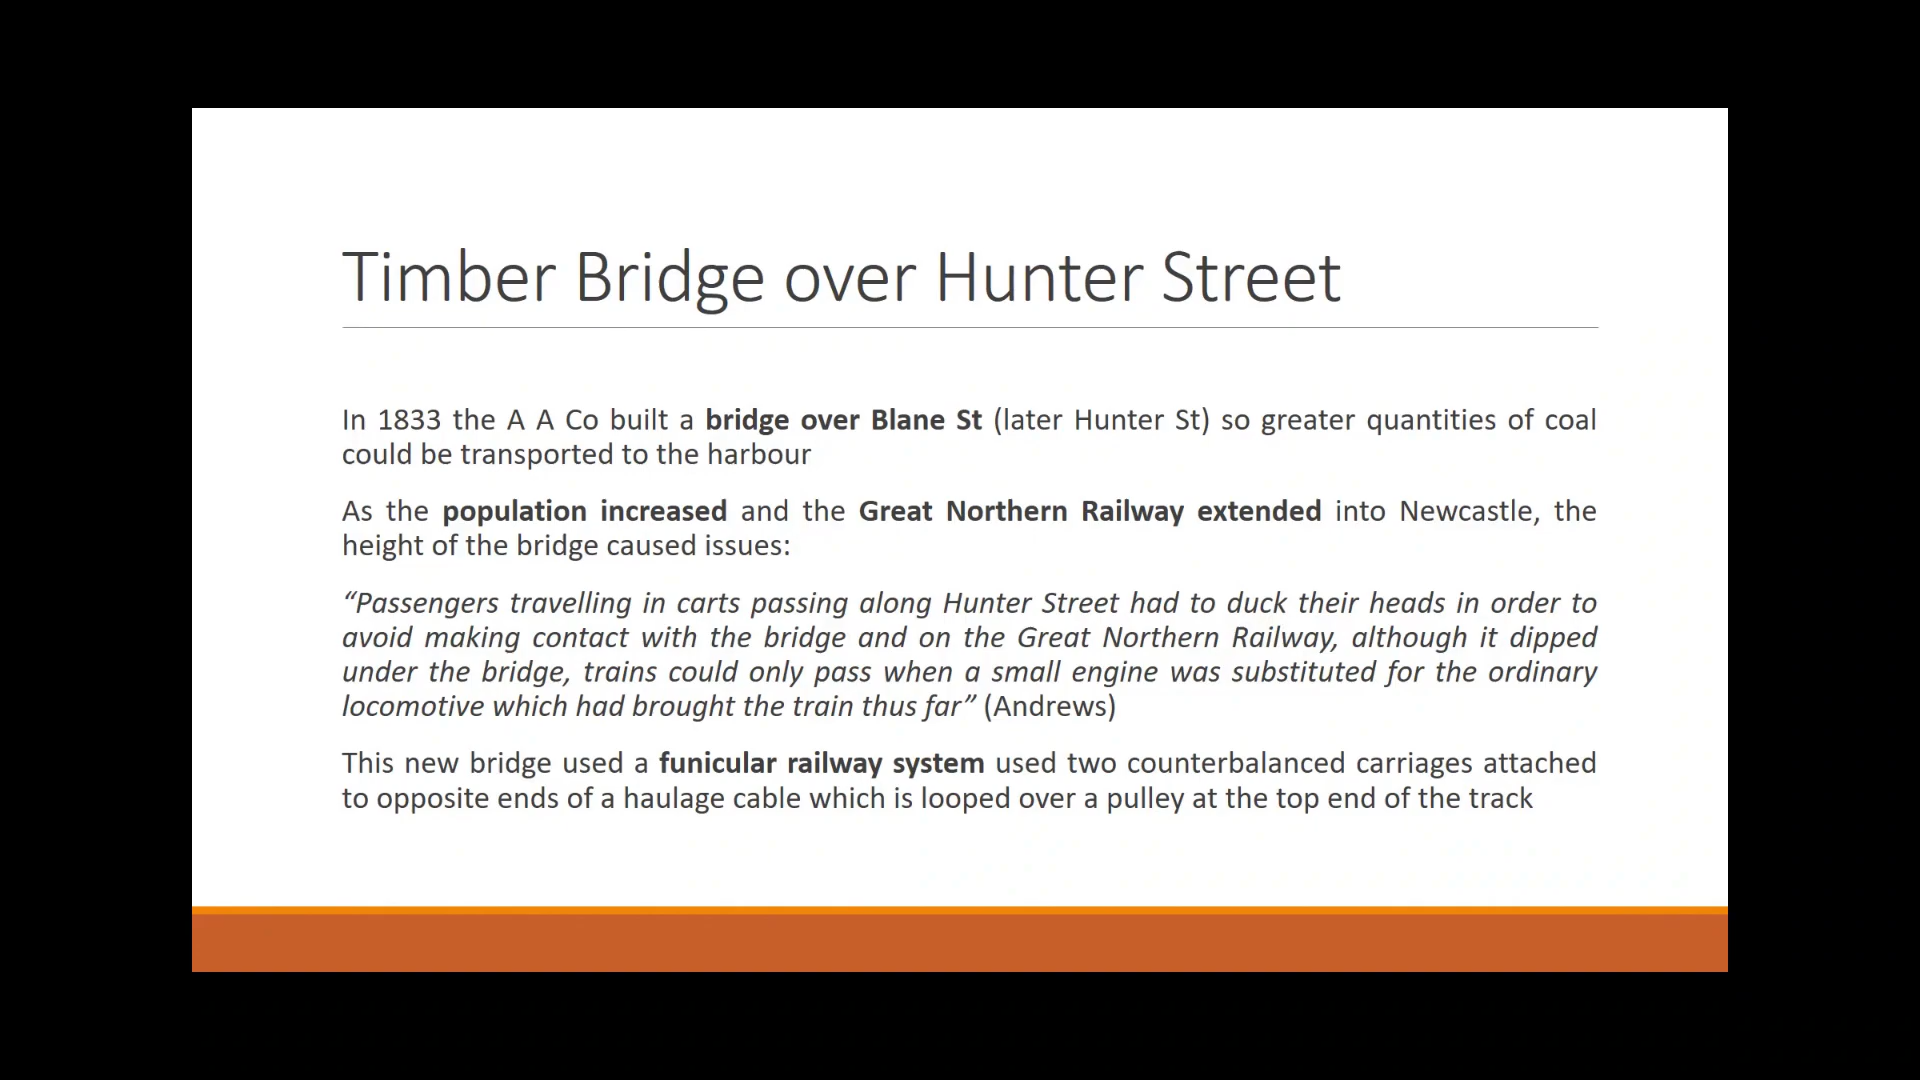 Timber Bridge over Hunter Street
In 1833 the A A Co built a bridge over Blane St (later Hunter St) so greater quantities of coal
could be transported to the harbour
As the population increased and the Great Northern Railway extended into Newcastle, the
height of the bridge caused issues:
“Passengers travelling in carts passing along Hunter Street had to duck their heads in order to
avoid making contact with the bridge and on the Great Northern Railway, although it dipped
under the bridge, trains could only pass when a small engine was substituted for the ordinary
locomotive which had brought the train thus far” (Andrews)
This new bridge used a funicular railway system used two counterbalanced carriages attached
to opposite ends of a haulage cable which is looped over a pulley at the top end of the track